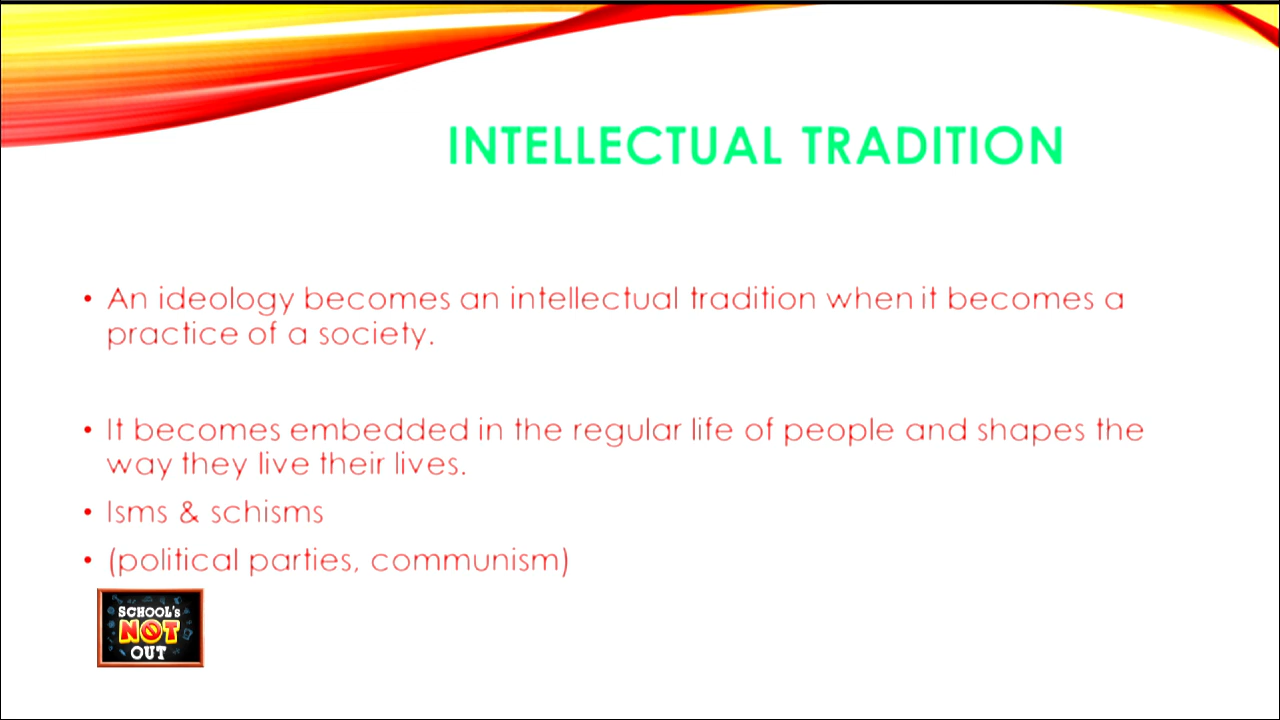 INTELLECTUAL TRADITION
• An ideology becomes an intellectual tradition when it becomes a
practice of a society.
• It becomes embedded in the regular life of people and shapes the
way they live their lives.
• Isms & schisms
• (political parties, communism)
SCHOOL'S
NOT
OUT